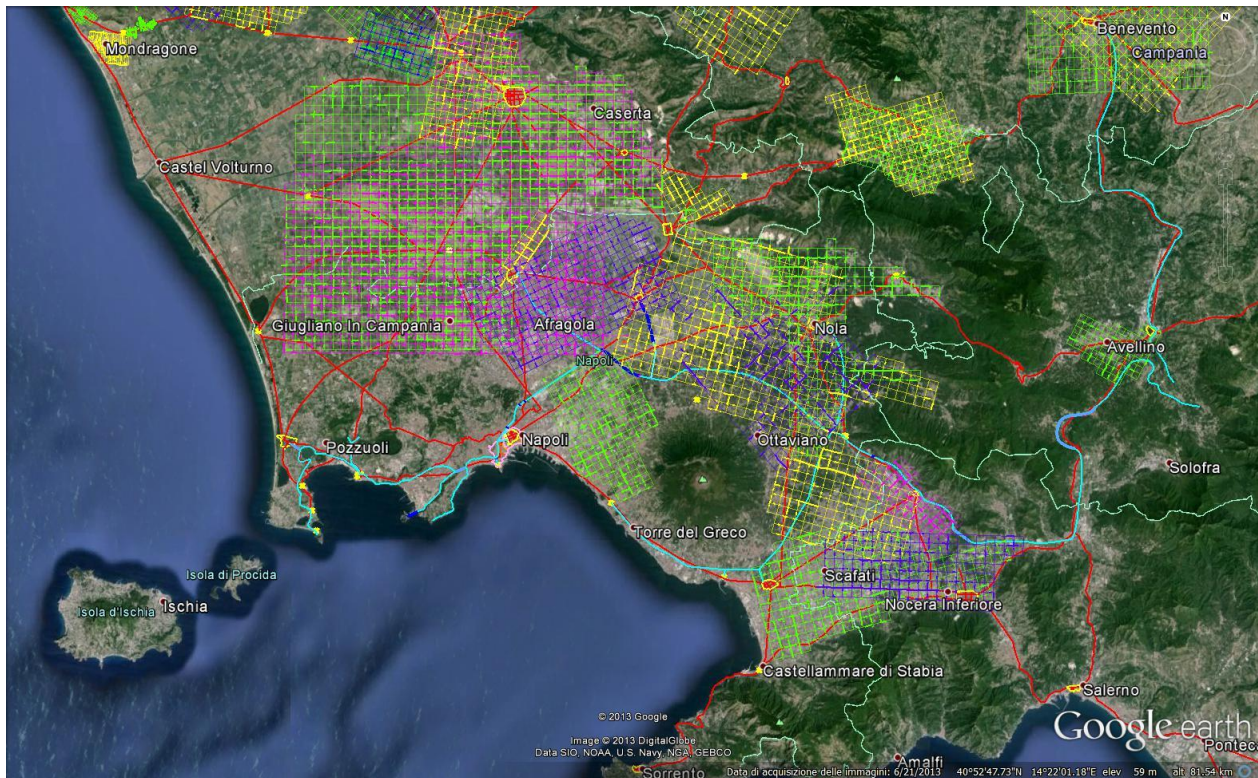 Benevento
Campania
N
Mondragone
Caserta
Castel Volturno
Giugliano In Campania
Afragola
Nola
Avellino
Napoli
Napoli
Pozzuoli
Ottaviano
Solofra
Torre del Greco
Isola di Procida
Scafati
Isola d'Ischia
Ischia
Nocera Inferiore
Castellammare di Stabia
Salerno
© 2013 Google
Image © 2013 DigitalGlobe
Data SIO, NOAA, U.S. Navy, NGA, GEBCO
Google earth
Ponteca
Amalfi
Sorrento
Data di acquisizione delle immagini: 6/21/2013 40°52'47.73"N 14°22'01.18"E elev 59 m alt 81.54 km